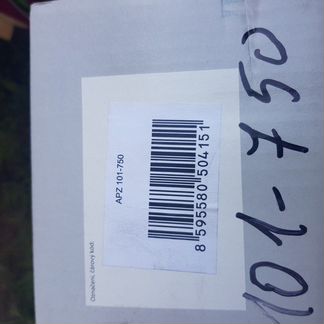 Označení, čárový kód:
APZ 101-750
8 595580 504151
101-750